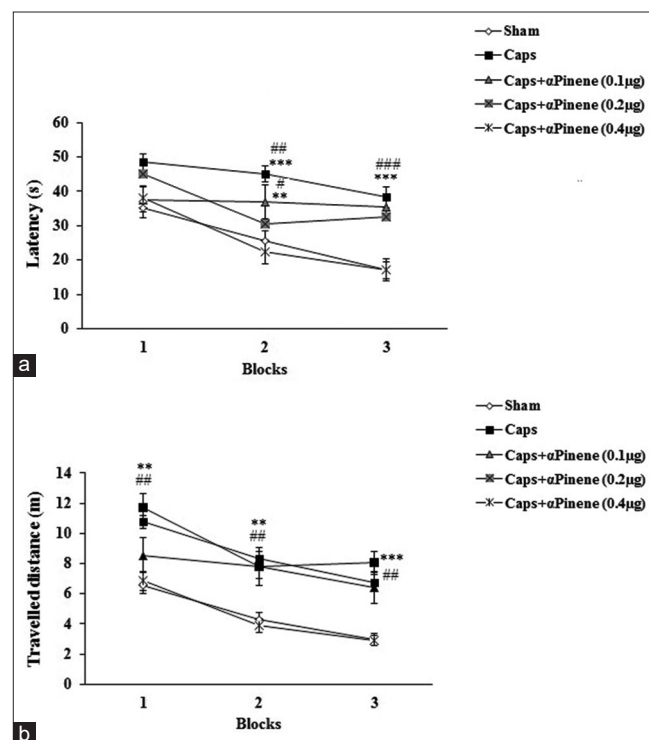 Sham
Caps
Caps+αPinene (0.1µg)
Caps+αPinene (0.2µg)
Caps+αPinene (0.4µg)
60
50
40
30
20
10
0
Latency (s)
##
***
#
**
###
***
1 2 3
Blocks
a
Sham
Caps
Caps+αPinene (0.1µg)
Caps+αPinene (0.2µg)
Caps+αPinene (0.4µg)
14
12
10
8
6
4
2
0
Travelled distance (m)
**
##
**
##
***
##
1 2 3
Blocks
b